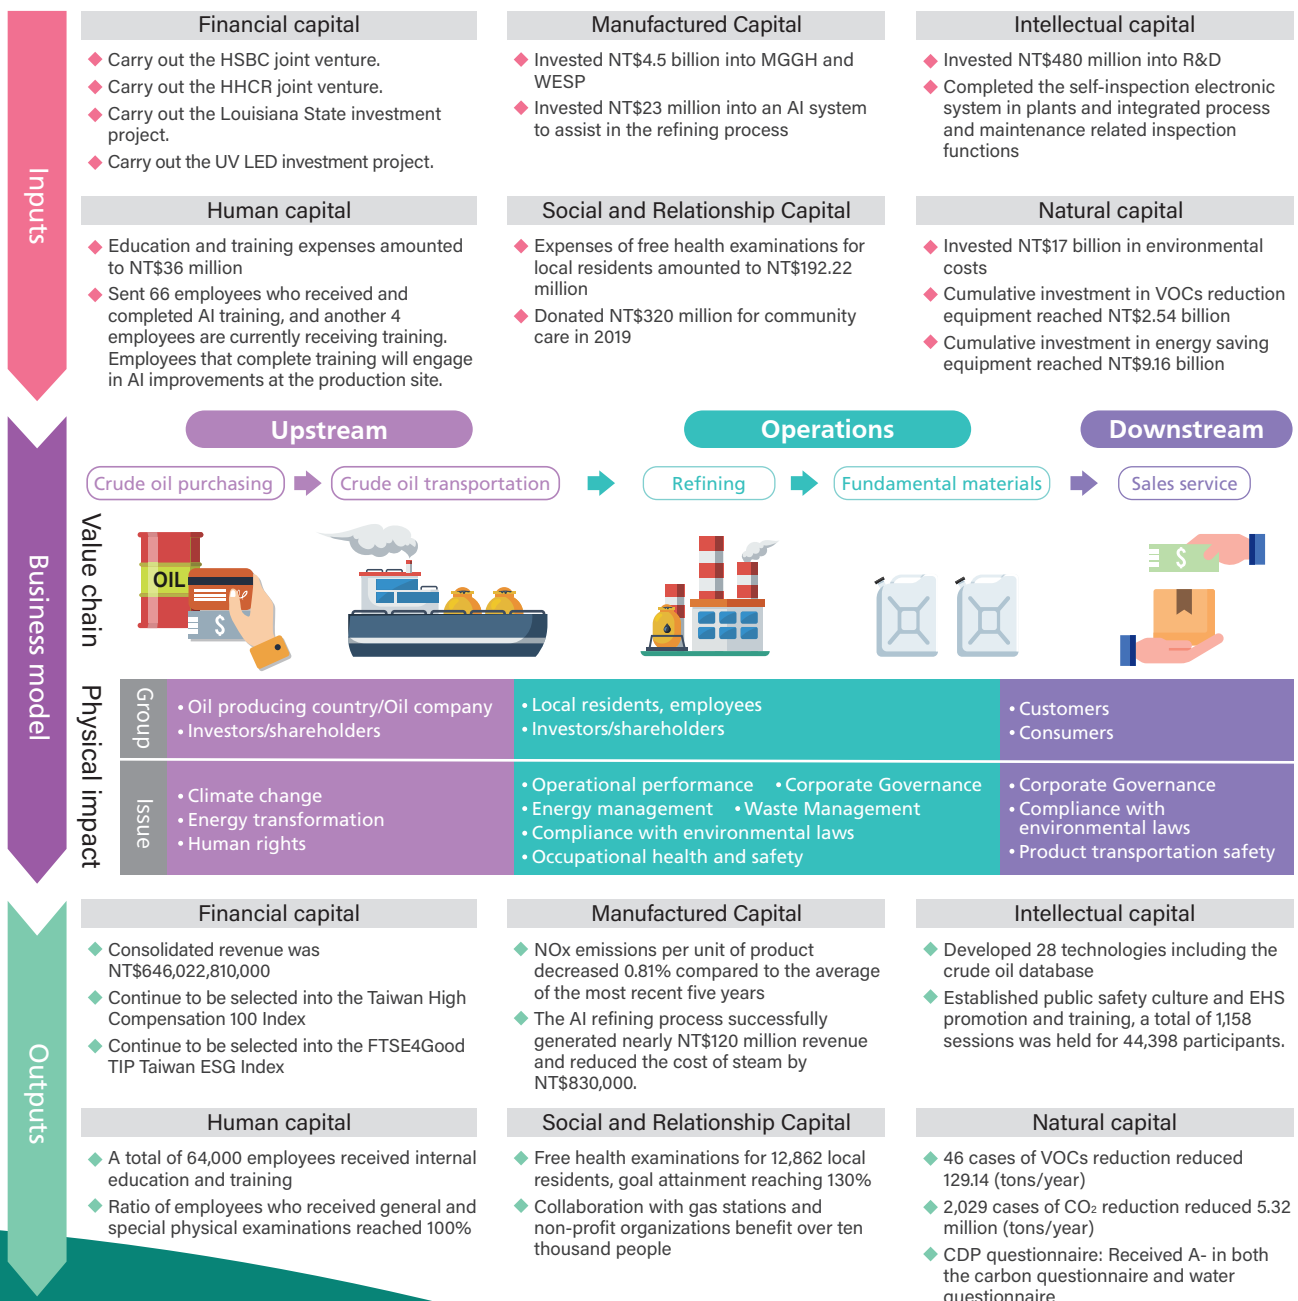 Inputs
Financial capital
Carry out the HSBC joint venture.
Carry out the HHCR joint venture.
Carry out the Louisiana State investment
project.
Carry out the UV LED investment project.
Manufactured Capital
Invested NT$4.5 billion into MGGH and
WESP
Invested NT$23 million into an AI system
to assist in the refining process
Intellectual capital
Invested NT$480 million into R&D
Completed the self-inspection electronic
system in plants and integrated process
and maintenance related inspection
functions
Human capital
Education and training expenses amounted
to NT$36 million
Sent 66 employees who received and
completed AI training, and another 4
employees are currently receiving training.
Employees that complete training will engage
in AI improvements at the production site.
Social and Relationship Capital
Expenses of free health examinations for
local residents amounted to NT$192.22
million
Donated NT$320 million for community
care in 2019
Natural capital
Invested NT$17 billion in environmental
costs
Cumulative investment in VOCs reduction
equipment reached NT$2.54 billion
Cumulative investment in energy saving
equipment reached NT$9.16 billion
Business model
Upstream
Operations
Downstream
Crude oil purchasing
Crude oil transportation
Refining
Fundamental materials
Sales service
Value chain
OIL
$
$
Physical impact
Group
• Oil producing country/Oil company
• Investors/shareholders
• Local residents, employees
• Investors/shareholders
• Customers
• Consumers
Issue
• Climate change
• Energy transformation
• Human rights
• Operational performance • Corporate Governance
• Energy management • Waste Management
• Compliance with environmental laws
• Occupational health and safety
• Corporate Governance
• Compliance with
environmental laws
• Product transportation safety
Outputs
Financial capital
Consolidated revenue was
NT$646,022,810,000
Continue to be selected into the Taiwan High
Compensation 100 Index
Continue to be selected into the FTSE4Good
TIP Taiwan ESG Index
Manufactured Capital
NOx emissions per unit of product
decreased 0.81% compared to the average
of the most recent five years
The AI refining process successfully
generated nearly NT$120 million revenue
and reduced the cost of steam by
NT$830,000.
Intellectual capital
Developed 28 technologies including the
crude oil database
Established public safety culture and EHS
promotion and training, a total of 1,158
sessions was held for 44,398 participants.
Human capital
A total of 64,000 employees received internal
education and training
Ratio of employees who received general and
special physical examinations reached 100%
Social and Relationship Capital
Free health examinations for 12,862 local
residents, goal attainment reaching 130%
Collaboration with gas stations and
non-profit organizations benefit over ten
thousand people
Natural capital
46 cases of VOCs reduction reduced
129.14 (tons/year)
2,029 cases of CO₂ reduction reduced 5.32
million (tons/year)
CDP questionnaire: Received A- in both
the carbon questionnaire and water
questionnaire